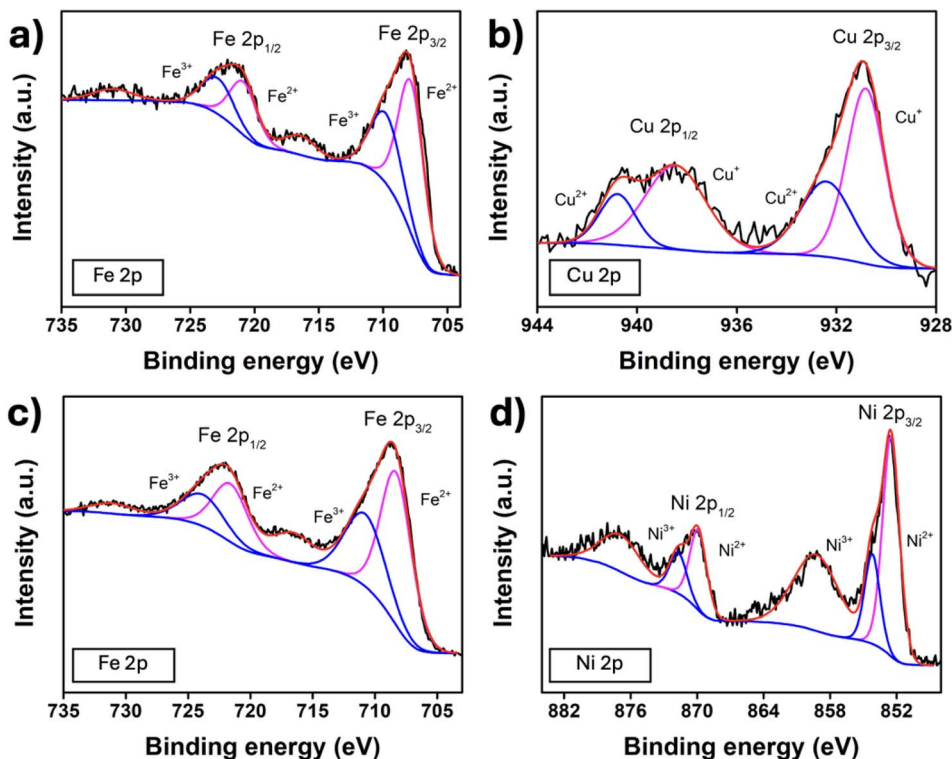 a)
Fe 2p₁/₂
Fe 2p₃/₂
Fe³⁺
Fe²⁺
Fe³⁺
Fe²⁺
Fe 2p
Intensity (a.u.)
735 730 725 720 715 710 705
Binding energy (eV)
b)
Cu 2p₃/₂
Cu⁺
Cu 2p₁/₂
Cu²⁺
Cu⁺
Cu²⁺
Cu 2p
Intensity (a.u.)
944 940 936 932 928
Binding energy (eV)
c)
Fe 2p₁/₂
Fe 2p₃/₂
Fe³⁺
Fe²⁺
Fe³⁺
Fe²⁺
Fe 2p
Intensity (a.u.)
735 730 725 720 715 710 705
Binding energy (eV)
d)
Ni 2p₃/₂
Ni 2p₁/₂
Ni³⁺
Ni²⁺
Ni³⁺
Ni²⁺
Ni 2p
Intensity (a.u.)
882 876 870 864 858 852
Binding energy (eV)